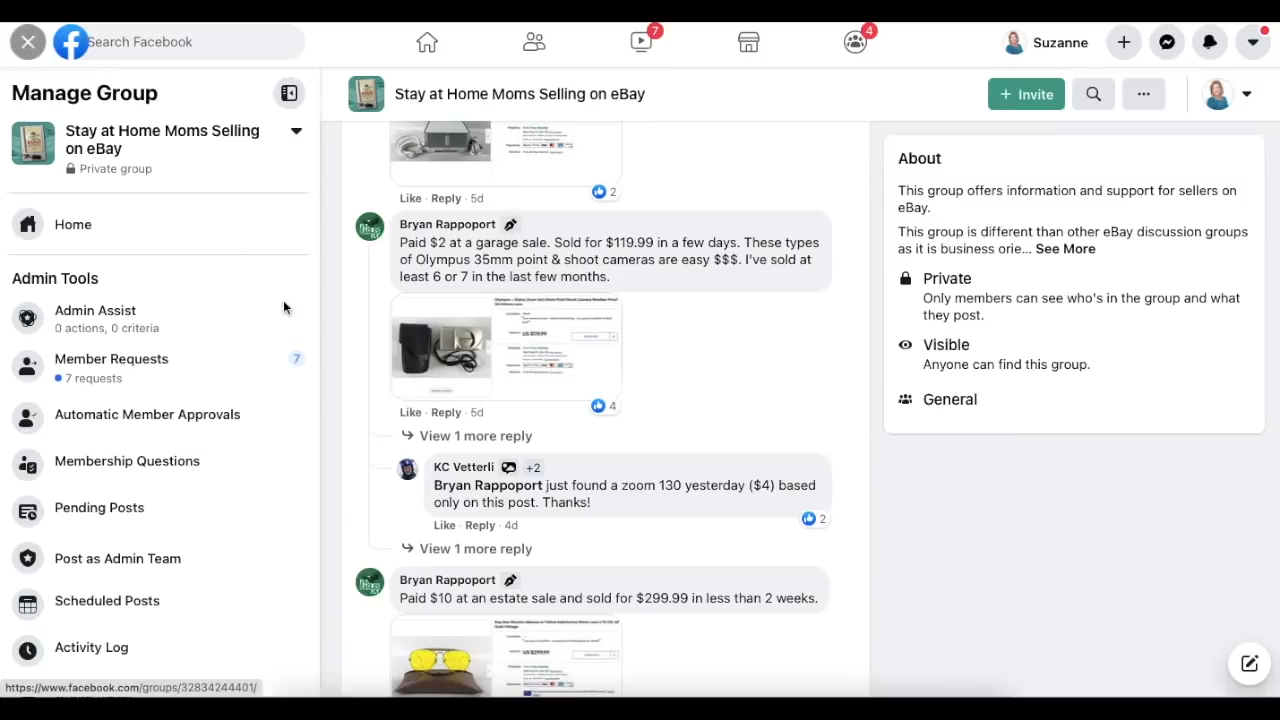 Search Facebook
7
4
Suzanne
Manage Group
Stay at Home Moms Selling
on eBay
Private group
Home
Admin Tools
Admin Assist
0 actions, 0 criteria
Member Requests
7
7 requests
Automatic Member Approvals
Membership Questions
Pending Posts
Post as Admin Team
Scheduled Posts
Activity Log
https://www.facebook.com/groups/328342444401
Stay at Home Moms Selling on eBay
+ Invite
Like · Reply · 5d
2
Bryan Rappoport
Paid $2 at a garage sale. Sold for $119.99 in a few days. These types
of Olympus 35mm point & shoot cameras are easy $$$. I've sold at
least 6 or 7 in the last few months.
Like · Reply · 5d
4
View 1 more reply
KC Vetterli +2
Bryan Rappoport just found a zoom 130 yesterday ($4) based
only on this post. Thanks!
Like · Reply · 4d
2
View 1 more reply
Bryan Rappoport
Paid $10 at an estate sale and sold for $299.99 in less than 2 weeks.
About
This group offers information and support for sellers on
eBay.
This group is different than other eBay discussion groups
as it is business orie... See More
Private
Only members can see who's in the group and what
they post.
Visible
Anyone can find this group.
General